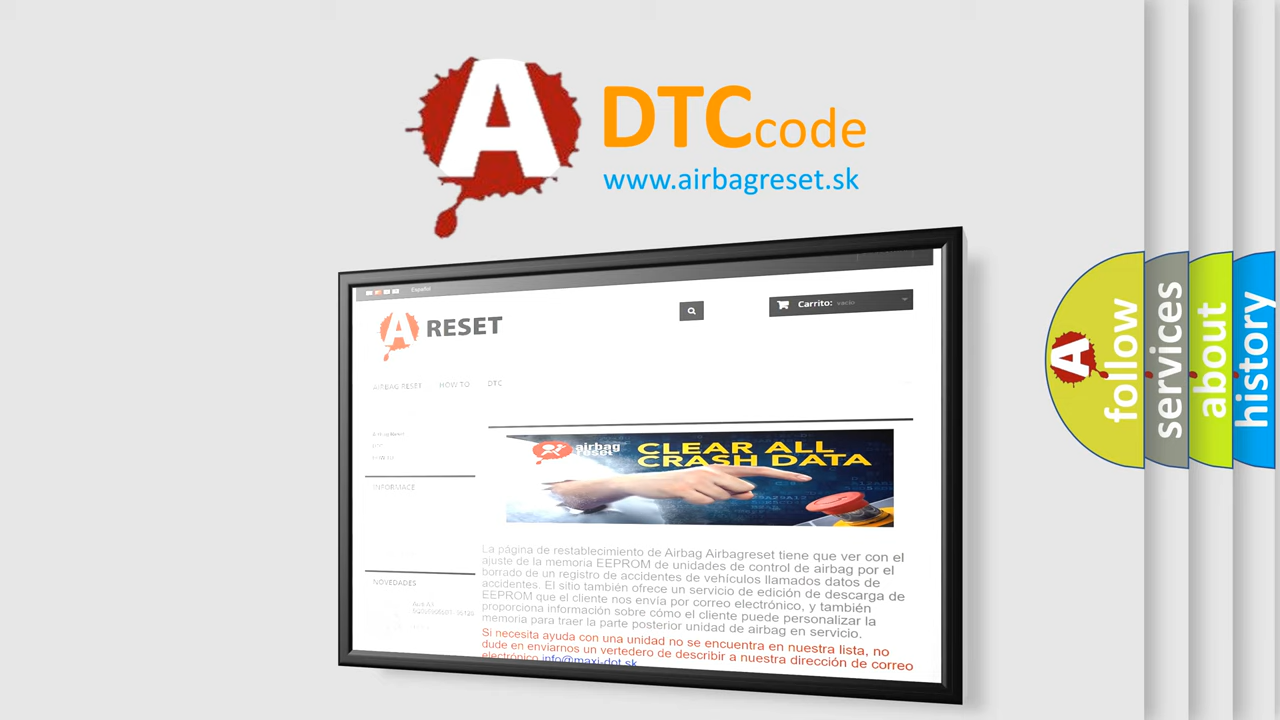 A
DTCcode
www.airbagreset.sk
Español
A RESET
Carrito: vacío
AIRBAG RESET HOW TO DTC
INFORMACE
NOVEDADES
airbag
reset
CLEAR ALL
CRASH DATA
La página de restablecimiento de Airbag Airbagreset tiene que ver con el
ajuste de la memoria EEPROM de unidades de control de airbag por el
borrado de un registro de accidentes de vehículos llamados datos de
accidentes. El sitio también ofrece un servicio de edición de descarga de
EEPROM que el cliente nos envía por correo electrónico, y también
proporciona información sobre cómo el cliente puede personalizar la
memoria para traer la parte posterior unidad de airbag en servicio.
Si necesita ayuda con una unidad no se encuentra en nuestra lista, no
dude en enviarnos un vertedero de describir a nuestra dirección de correo
electrónico info@maxi-dot.sk
A
follow
services
about
history